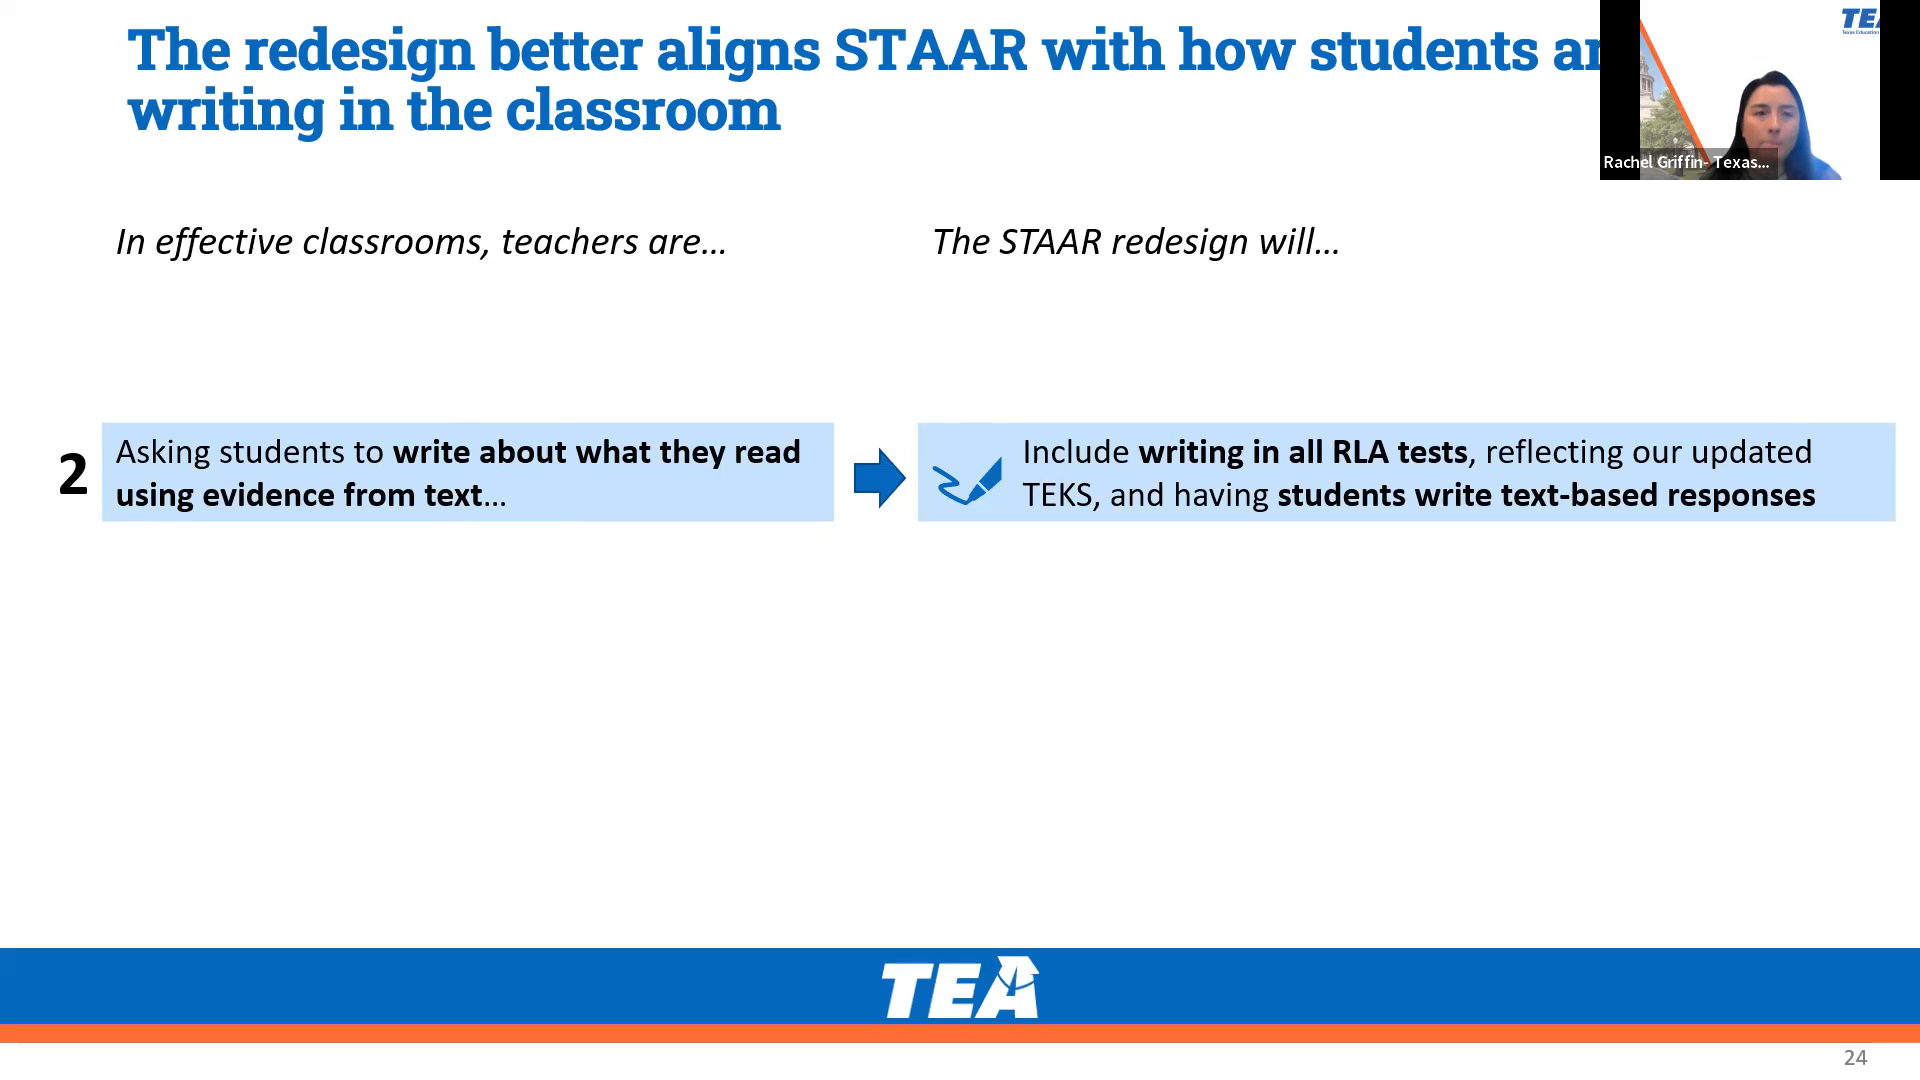 The redesign better aligns STAAR with how students
writing in the classroom
TEA
Rachel Griffin- Texas...
In effective classrooms, teachers are...
The STAAR redesign will...
2
Asking students to write about what they read
using evidence from text...
Include writing in all RLA tests, reflecting our updated
TEKS, and having students write text-based responses
TEA
24